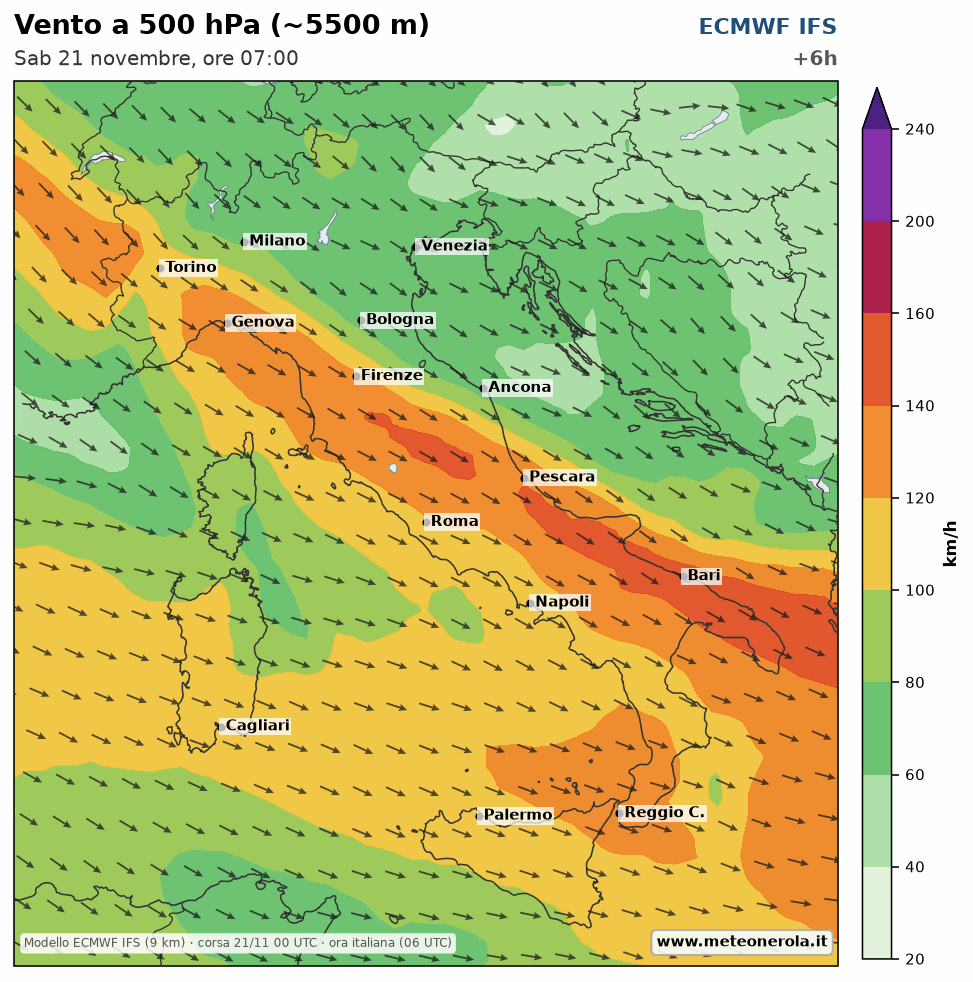 Vento a 500 hPa (~5500 m)
ECMWF IFS
Sab 21 novembre, ore 07:00
+6h
240
200
160
140
120
100
80
60
40
20
km/h
Milano
Venezia
Torino
Genova
Bologna
Firenze
Ancona
Pescara
Roma
Bari
Napoli
Cagliari
Palermo
Reggio C.
Modello ECMWF IFS (9 km) · corsa 21/11 00 UTC · ora italiana (06 UTC)
www.meteonerola.it